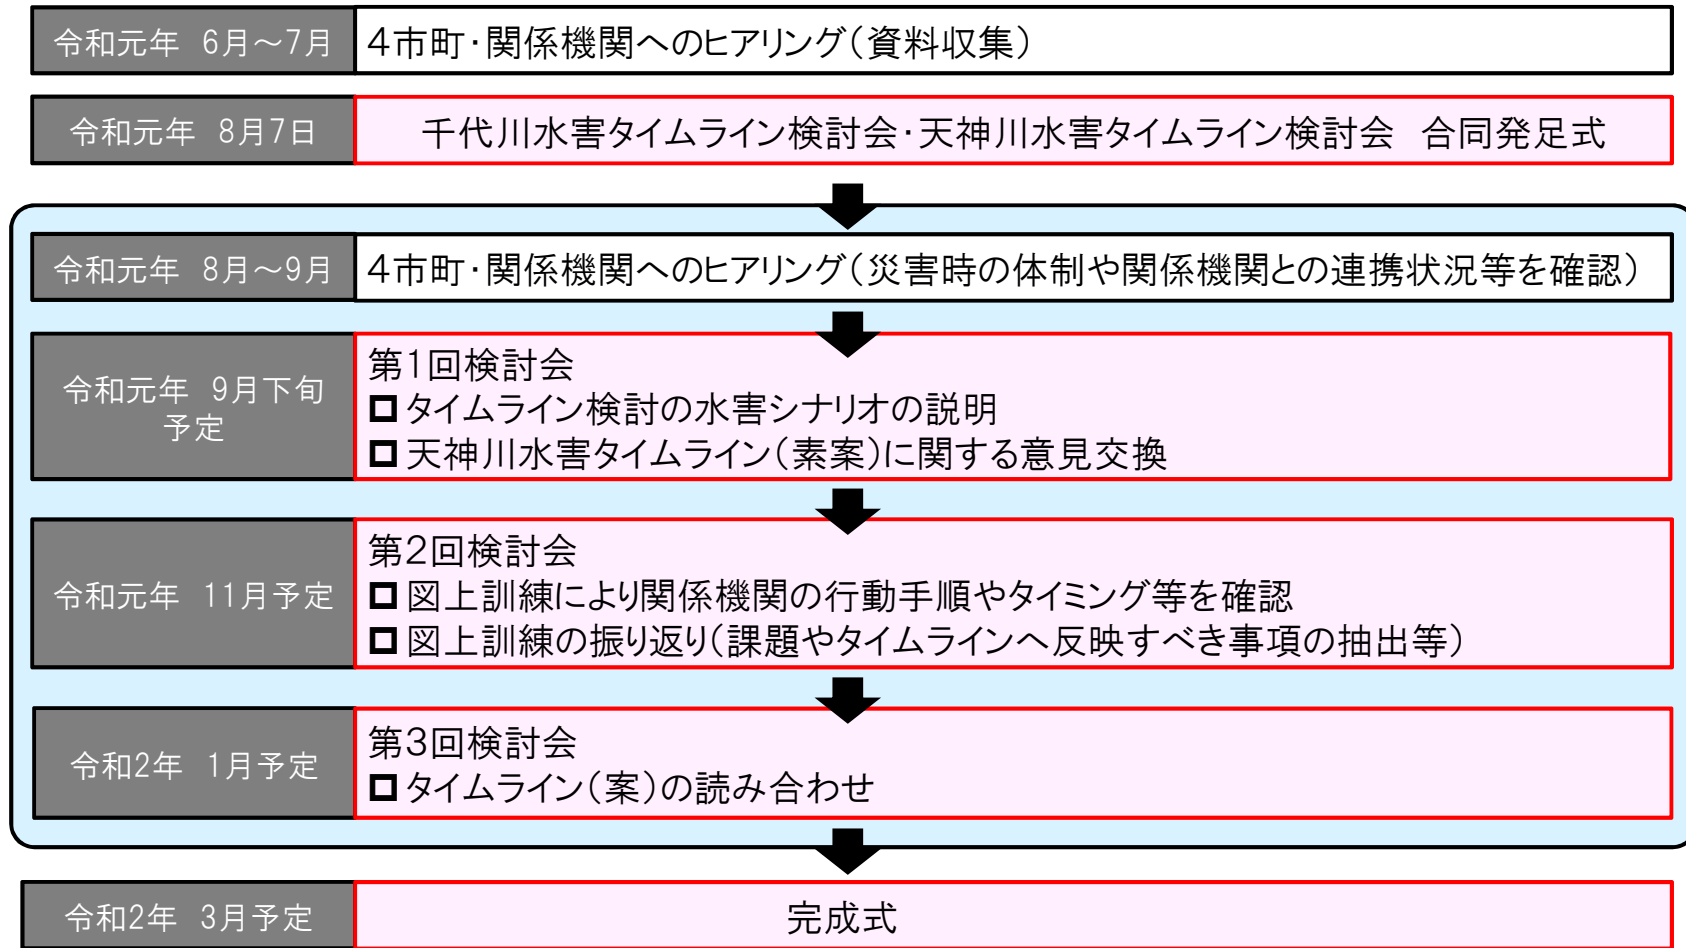 令和元年 6月～7月
4市町・関係機関へのヒアリング(資料収集)
令和元年 8月7日
千代川水害タイムライン検討会・天神川水害タイムライン検討会 合同発足式
令和元年 8月～9月
4市町・関係機関へのヒアリング(災害時の体制や関係機関との連携状況等を確認)
令和元年 9月下旬
予定
第1回検討会
タイムライン検討の水害シナリオの説明
天神川水害タイムライン(素案)に関する意見交換
令和元年 11月予定
第2回検討会
図上訓練により関係機関の行動手順やタイミング等を確認
図上訓練の振り返り(課題やタイムラインへ反映すべき事項の抽出等)
令和2年 1月予定
第3回検討会
タイムライン(案)の読み合わせ
令和2年 3月予定
完成式